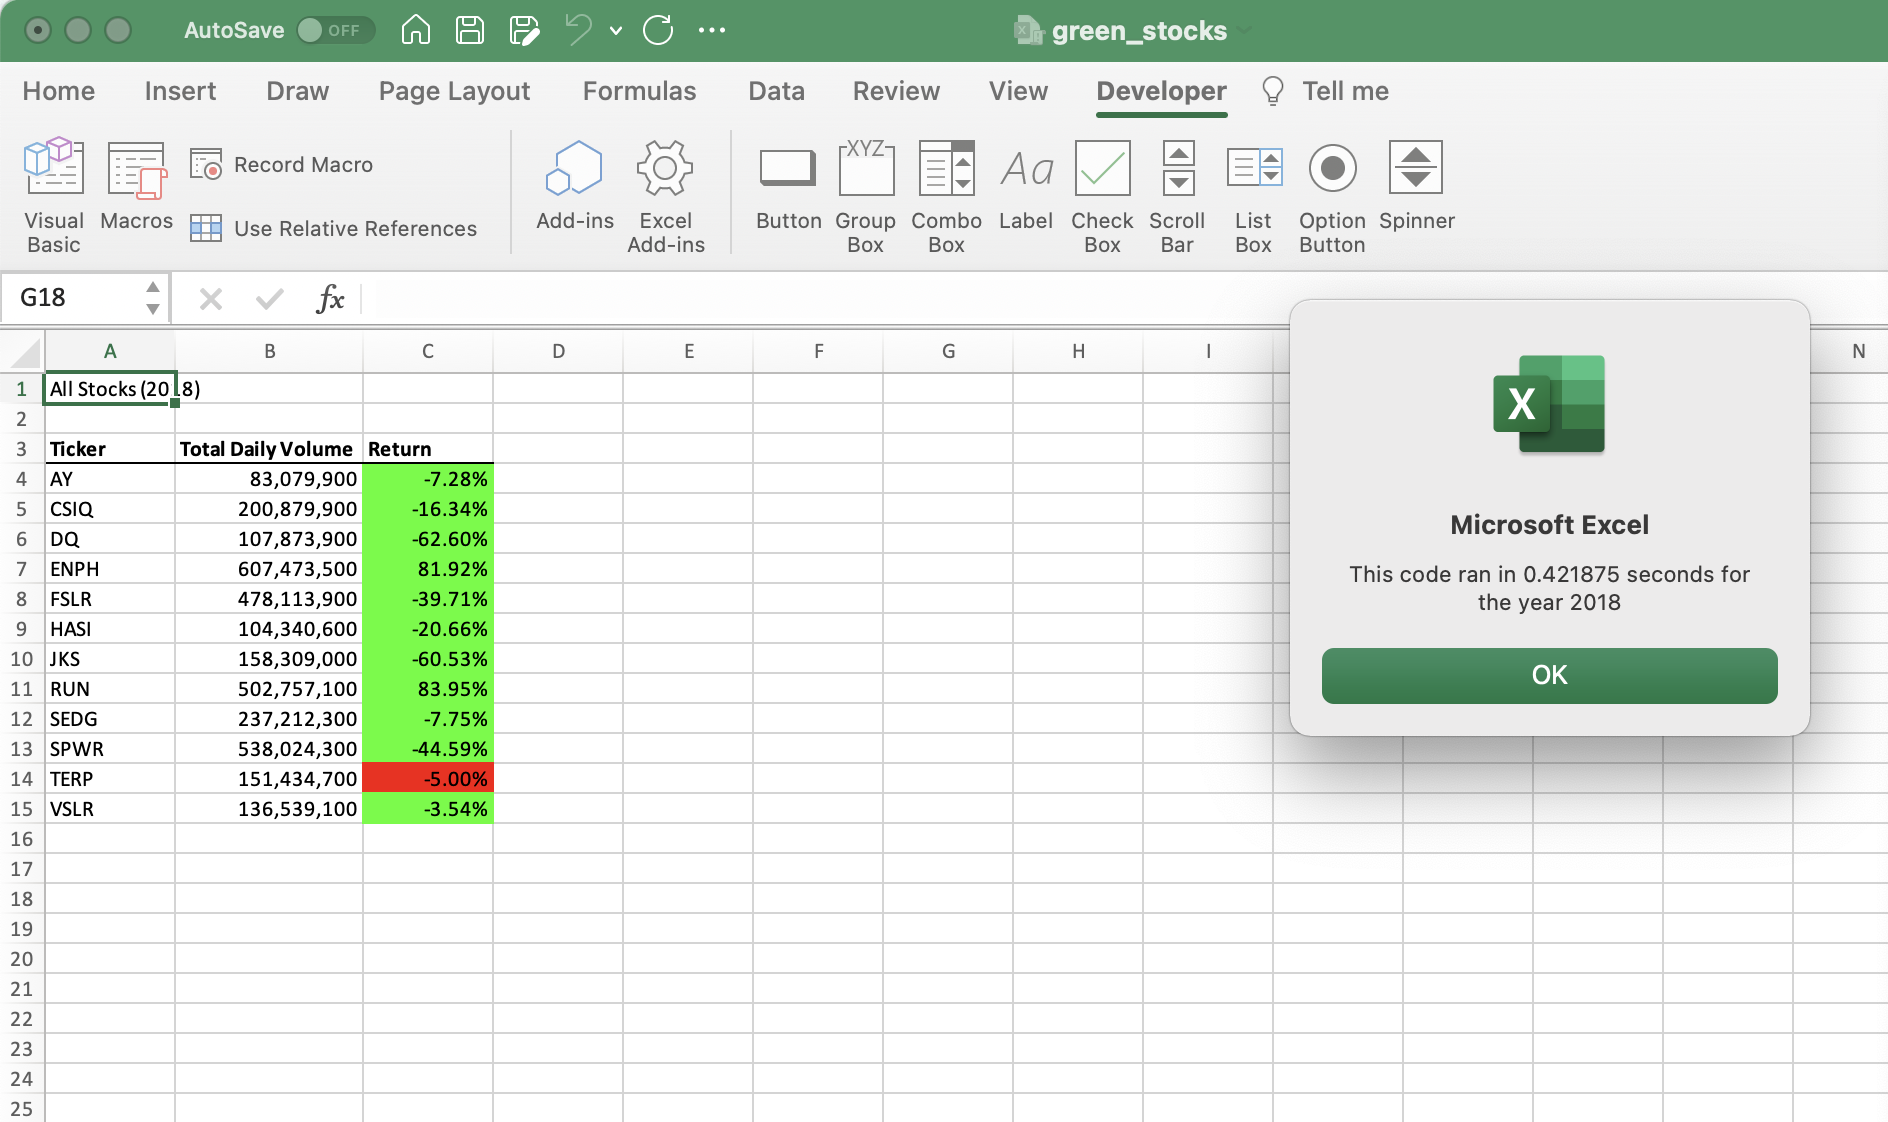 AutoSave OFF green_stocks
Home Insert Draw Page Layout Formulas Data Review View Developer Tell me
Visual Basic
Macros
Record Macro
Use Relative References
Add-ins
Excel Add-ins
Button
XYZ
Group Box
Combo Box
Aa
Label
Check Box
Scroll Bar
List Box
Option Button
Spinner
G18 fx
A B C D E F G H I N
1 All Stocks (2018)
2
3 Ticker Total Daily Volume Return
4 AY 83,079,900 -7.28%
5 CSIQ 200,879,900 -16.34%
6 DQ 107,873,900 -62.60%
7 ENPH 607,473,500 81.92%
8 FSLR 478,113,900 -39.71%
9 HASI 104,340,600 -20.66%
10 JKS 158,309,000 -60.53%
11 RUN 502,757,100 83.95%
12 SEDG 237,212,300 -7.75%
13 SPWR 538,024,300 -44.59%
14 TERP 151,434,700 -5.00%
15 VSLR 136,539,100 -3.54%
16
17
18
19
20
21
22
23
24
25
X
Microsoft Excel
This code ran in 0.421875 seconds for
the year 2018
OK